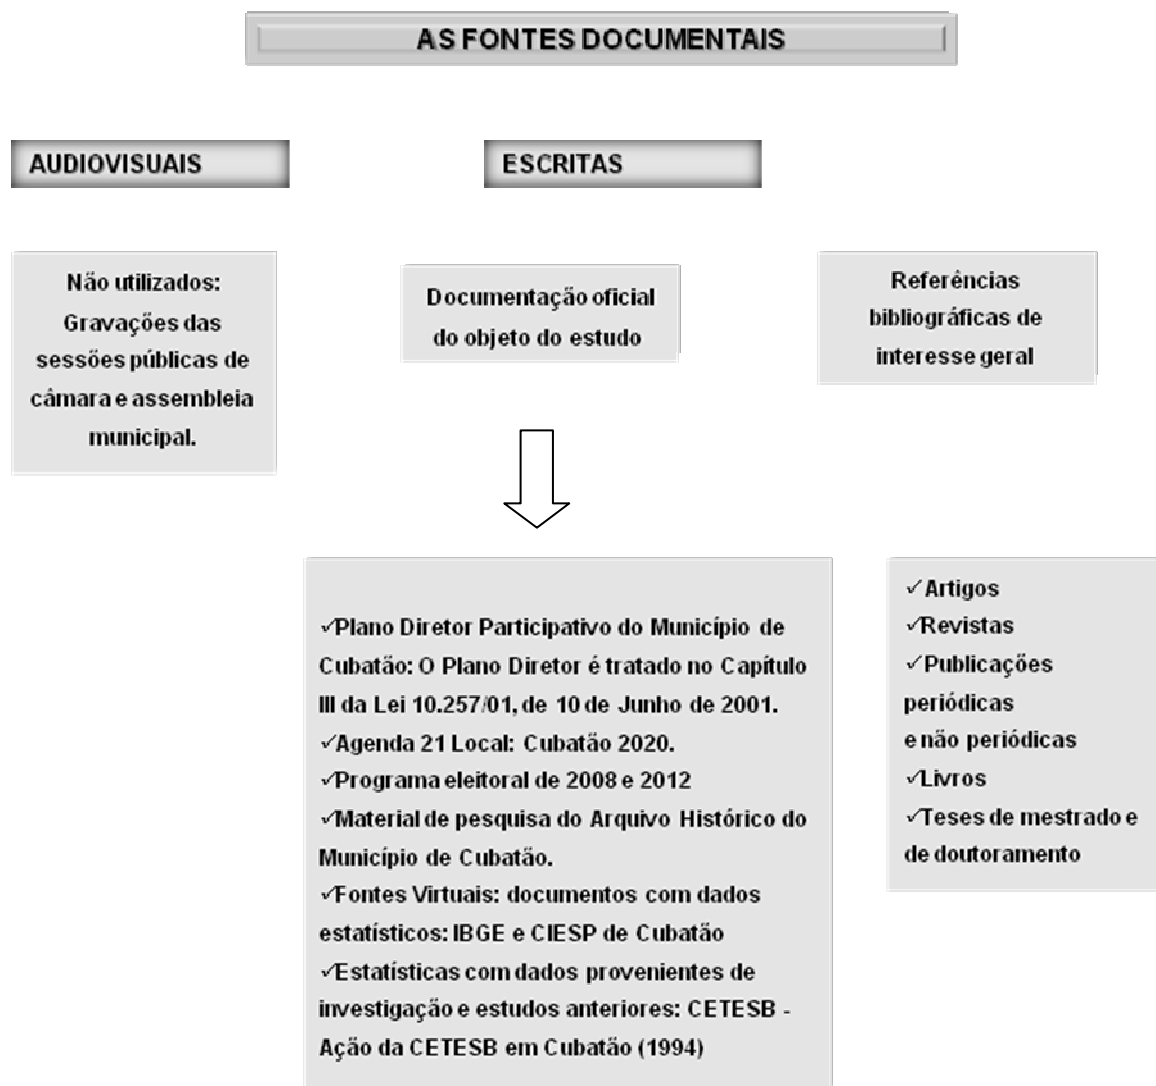 AS FONTES DOCUMENTAIS
AUDIOVISUAIS
ESCRITAS
Não utilizados:
Gravações das
sessões públicas de
câmara e assembleia
municipal.
Documentação oficial
do objeto do estudo
Referências
bibliográficas de
interesse geral
✓Plano Diretor Participativo do Município de
Cubatão: O Plano Diretor é tratado no Capítulo
III da Lei 10.257/01, de 10 de Junho de 2001.
✓Agenda 21 Local: Cubatão 2020.
✓Programa eleitoral de 2008 e 2012
✓Material de pesquisa do Arquivo Histórico do
Município de Cubatão.
✓Fontes Virtuais: documentos com dados
estatísticos: IBGE e CIESP de Cubatão
✓Estatísticas com dados provenientes de
investigação e estudos anteriores: CETESB -
Ação da CETESB em Cubatão (1994)
✓Artigos
✓Revistas
✓Publicações
periódicas
e não periódicas
✓Livros
✓Teses de mestrado e
de doutoramento